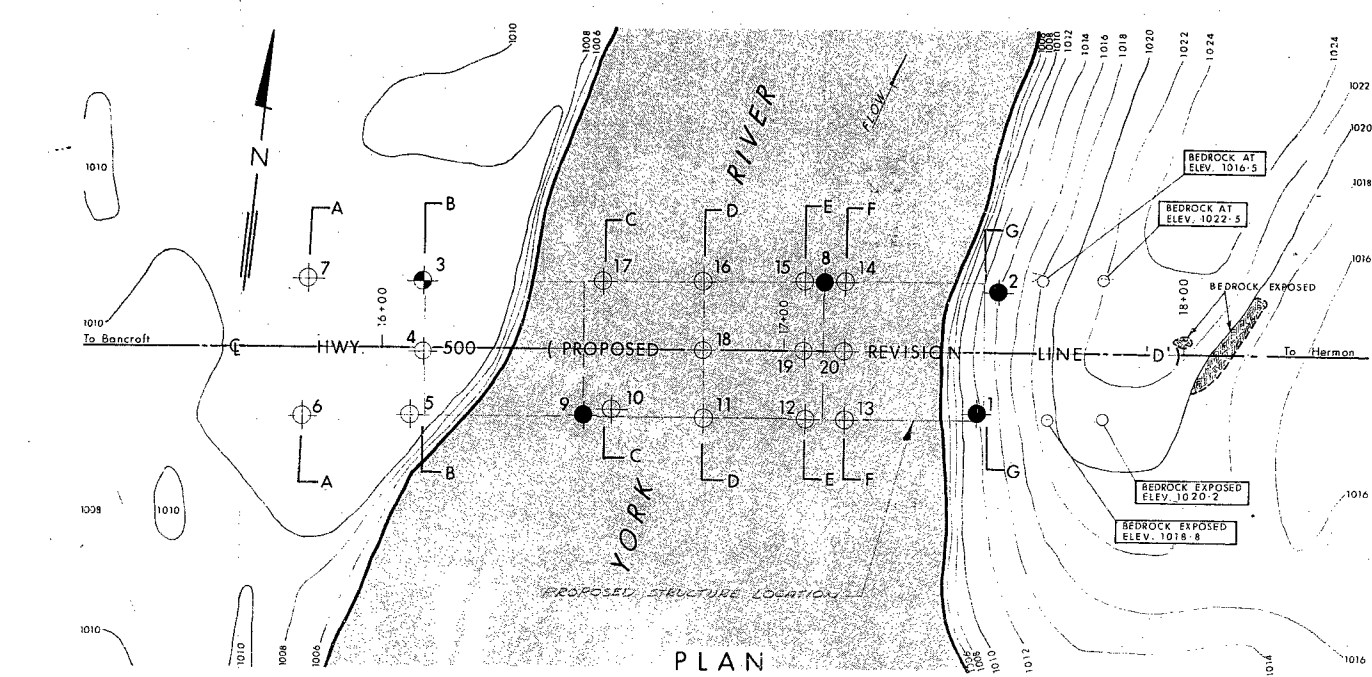 1010
1008
1006
1006
1008
1010
1012
1014
1016
1018
1020
1022
1024
1024
1022
1020
1018
1016
1010
N
RIVER
FLOW
BEDROCK AT
ELEV. 1016·5
BEDROCK AT
ELEV. 1022·5
A
B
C
D
E
F
G
7
3
17
16
15
8
14
2
16+00
17+00
18+00
BEDROCK EXPOSED
1010
To Bancroft
℄
HWY.
4
500
( PROPOSED
18
19
20
REVISION
LINE
'D' )
To Hermon
6
5
9
10
11
12
13
1
A
B
C
D
E
F
G
YORK
BEDROCK EXPOSED
ELEV. 1020·2
BEDROCK EXPOSED
ELEV. 1018·8
1008
1010
1016
PROPOSED STRUCTURE LOCATION
1010
1010
1008
1006
1006
1008
1010
1012
1014
1016
PLAN